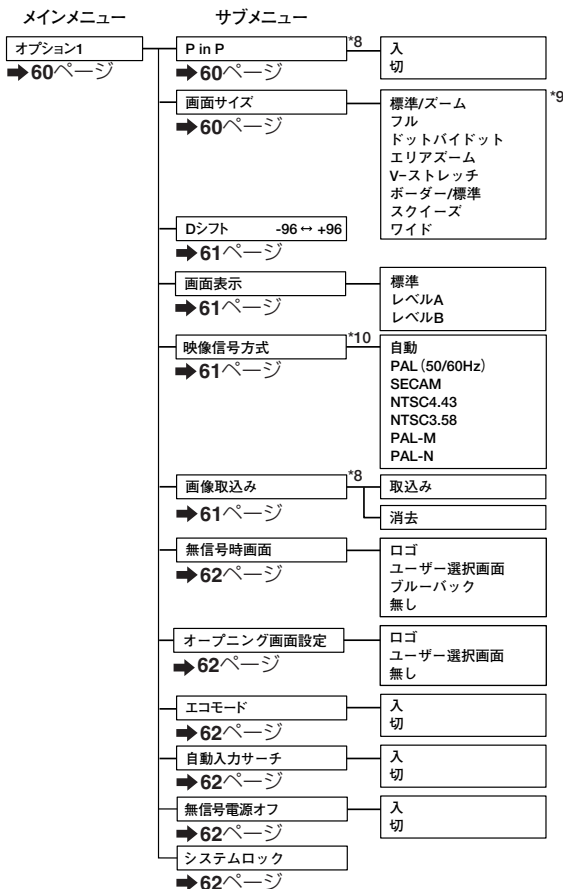 メインメニュー サブメニュー
オプション1
➡60ページ
P in P *8
➡60ページ
入
切
画面サイズ *9
➡60ページ
標準/ズーム
フル
ドットバイドット
エリアズーム
V-ストレッチ
ボーダー/標準
スクイーズ
ワイド
Dシフト -96 ↔ +96
➡61ページ
画面表示
➡61ページ
標準
レベルA
レベルB
映像信号方式 *10
➡61ページ
自動
PAL（50/60Hz）
SECAM
NTSC4.43
NTSC3.58
PAL-M
PAL-N
画像取込み *8
➡61ページ
取込み
消去
無信号時画面
➡62ページ
ロゴ
ユーザー選択画面
ブルーバック
無し
オープニング画面設定
➡62ページ
ロゴ
ユーザー選択画面
無し
エコモード
➡62ページ
入
切
自動入力サーチ
➡62ページ
入
切
無信号電源オフ
➡62ページ
入
切
システムロック
➡62ページ